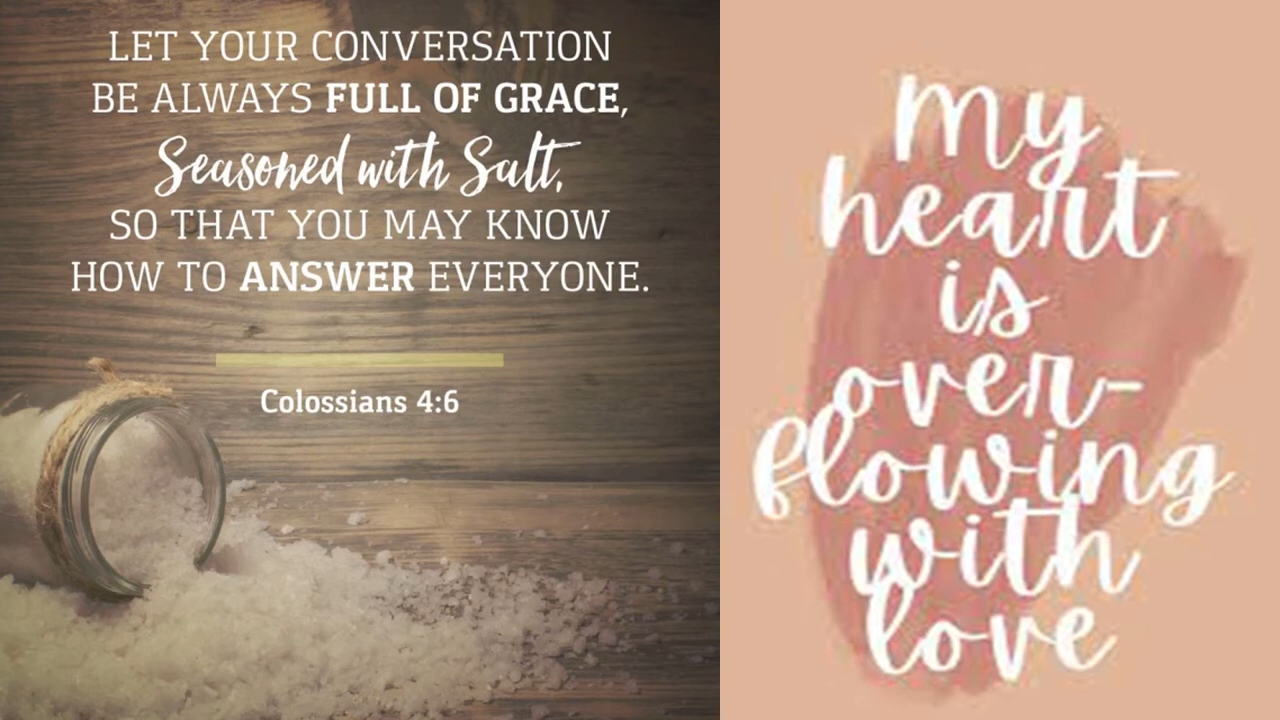 LET YOUR CONVERSATION
BE ALWAYS FULL OF GRACE,
Seasoned with Salt,
SO THAT YOU MAY KNOW
HOW TO ANSWER EVERYONE.
Colossians 4:6
my
heart
is
over-
flowing
with
love